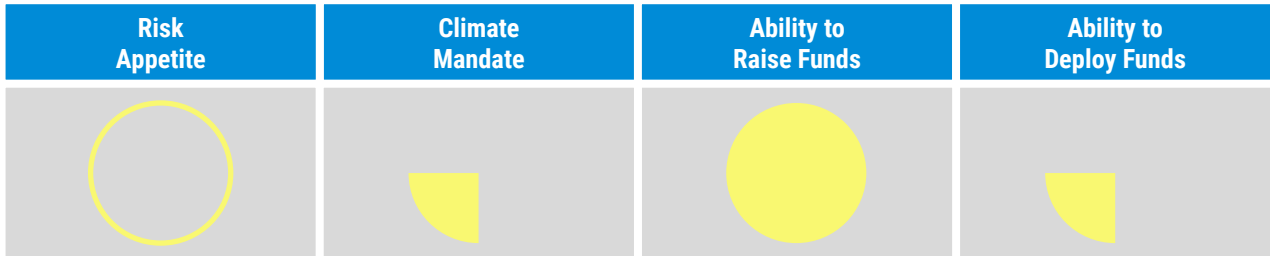 Risk
Appetite
Climate
Mandate
Ability to
Raise Funds
Ability to
Deploy Funds